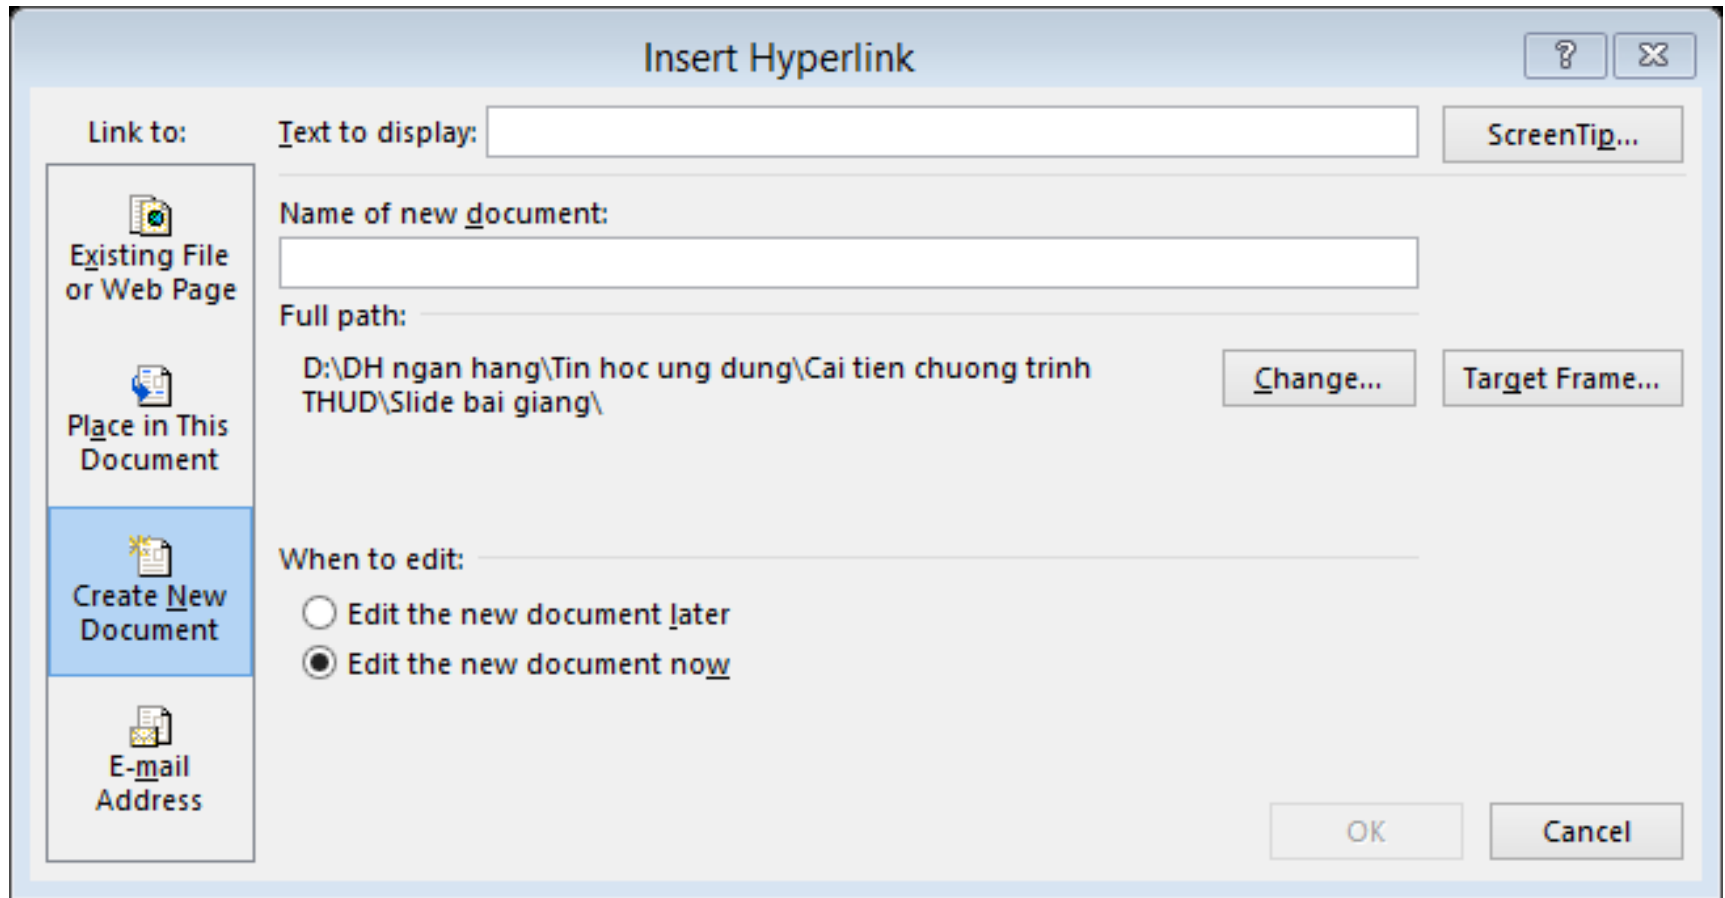 Insert Hyperlink
Link to:
Text to display:
ScreenTip...
Existing File
or Web Page
Place in This
Document
Create New
Document
E-mail
Address
Name of new document:
Full path:
D:\DH ngan hang\Tin hoc ung dung\Cai tien chuong trinh
THUD\Slide bai giang\
Change...
Target Frame...
When to edit:
Edit the new document later
Edit the new document now
OK
Cancel